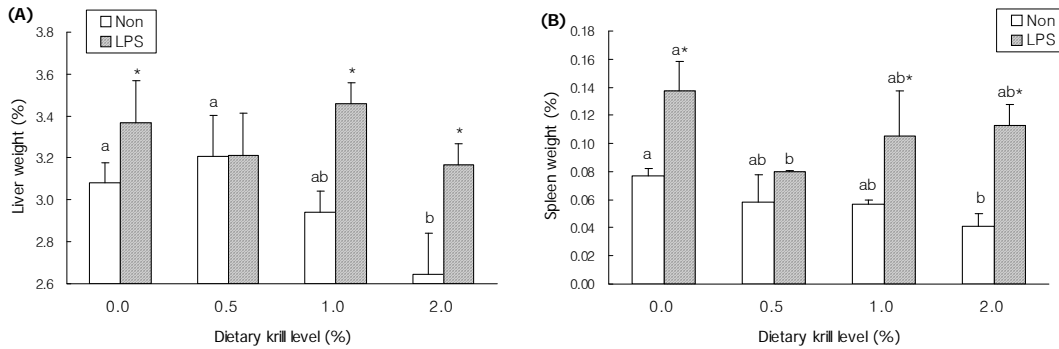 (A)
Non
LPS
Liver weight (%)
3.8
3.6
3.4
3.2
3.0
2.8
2.6
a
*
a
ab
*
b
*
0.0 0.5 1.0 2.0
Dietary krill level (%)
(B)
Non
LPS
Spleen weight (%)
0.18
0.16
0.14
0.12
0.10
0.08
0.06
0.04
0.02
0.00
a
a*
ab
b
ab
ab*
b
ab*
0.0 0.5 1.0 2.0
Dietary krill level (%)